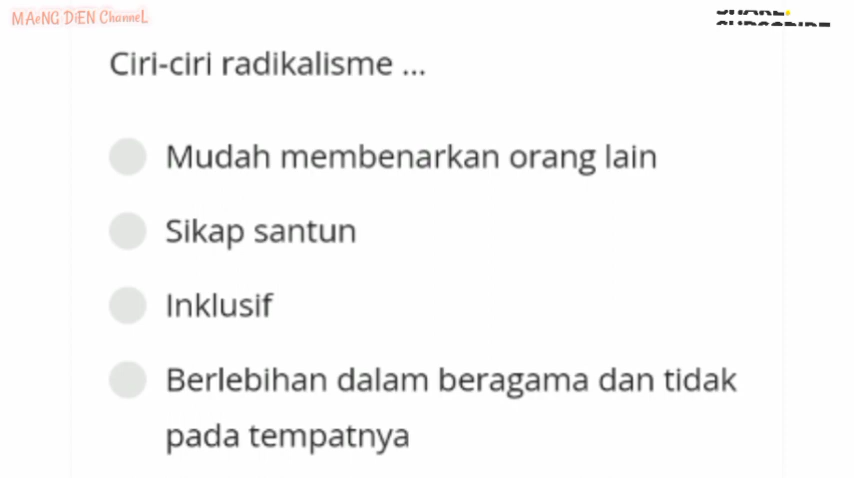 MAeNG DiEN ChanneL
Ciri-ciri radikalisme ...
Mudah membenarkan orang lain
Sikap santun
Inklusif
Berlebihan dalam beragama dan tidak
pada tempatnya